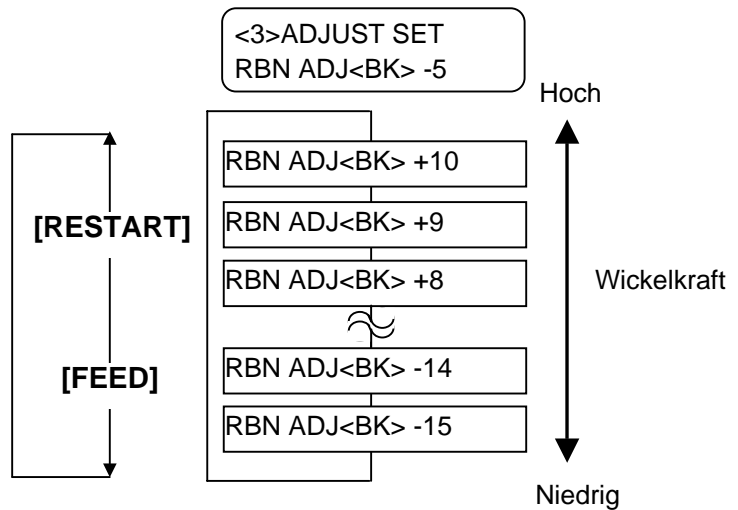 <3>ADJUST SET
RBN ADJ<BK> -5
Hoch
RBN ADJ<BK> +10
[RESTART]
RBN ADJ<BK> +9
RBN ADJ<BK> +8
Wickelkraft
[FEED]
RBN ADJ<BK> -14
RBN ADJ<BK> -15
Niedrig